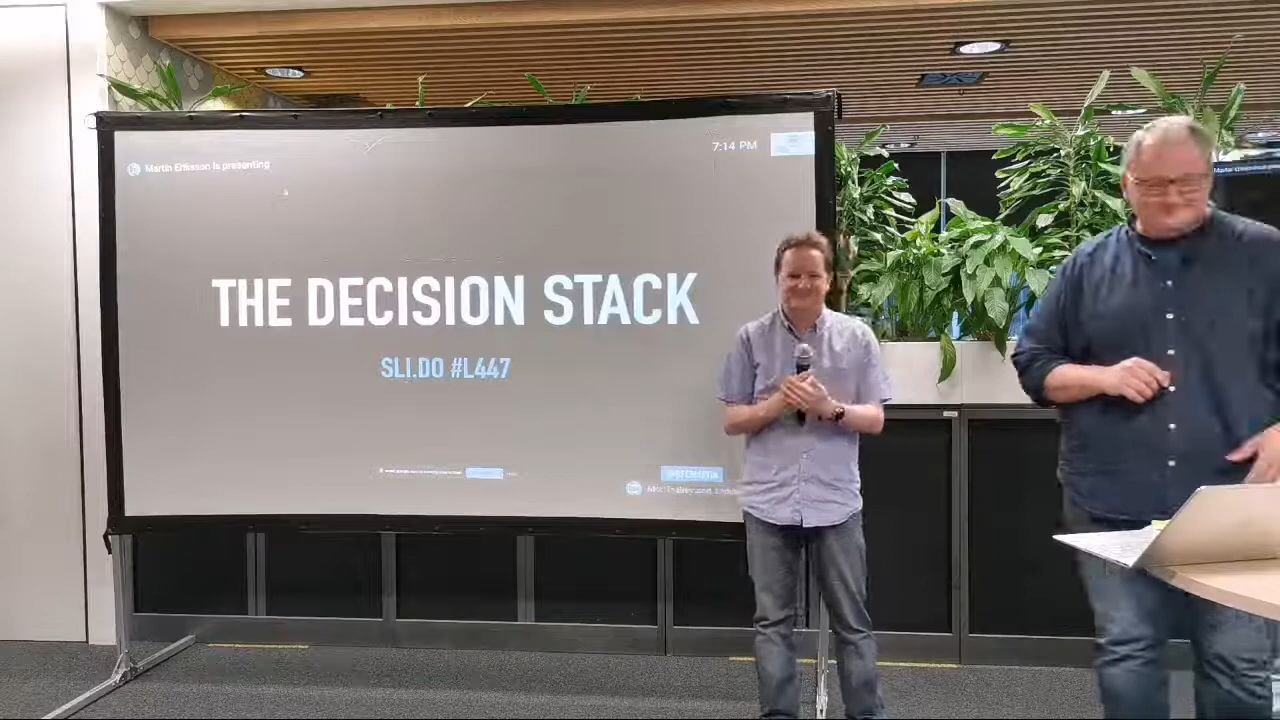 Martin Eriksson is presenting
7:14 PM
THE DECISION STACK
SLI.DO #L447